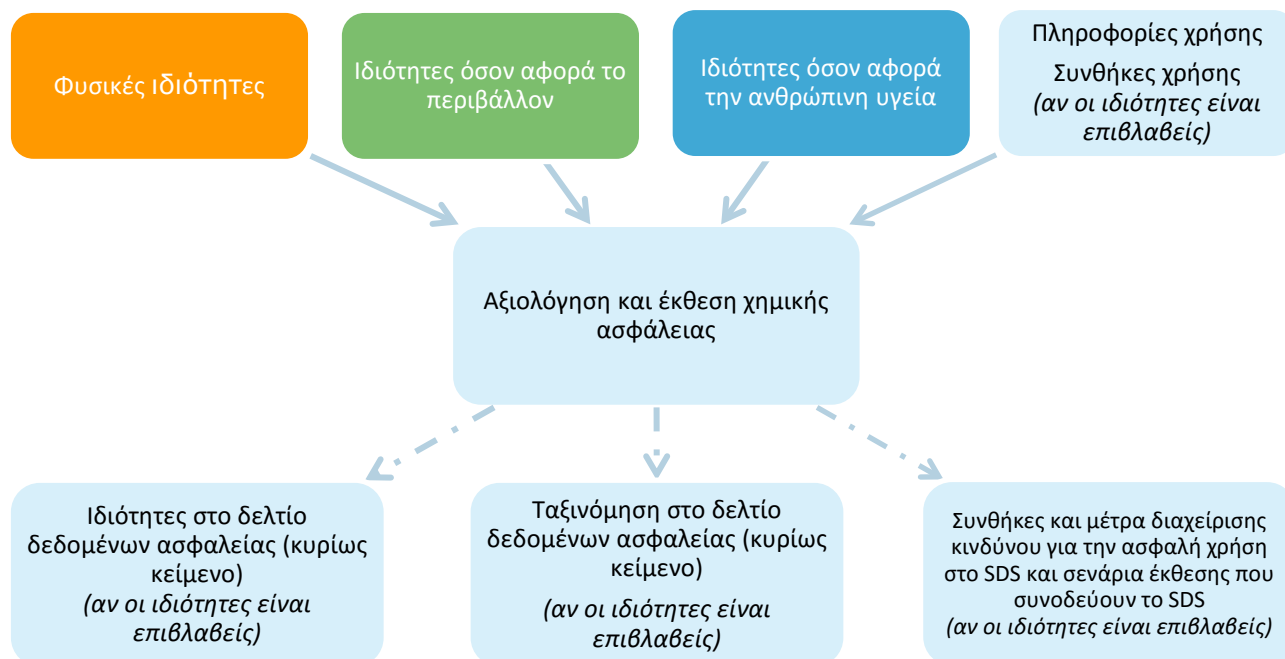 Φυσικές ιδιότητες
Ιδιότητες όσον αφορά το
περιβάλλον
Ιδιότητες όσον αφορά
την ανθρώπινη υγεία
Πληροφορίες χρήσης
Συνθήκες χρήσης
(αν οι ιδιότητες είναι
επιβλαβείς)
Αξιολόγηση και έκθεση χημικής
ασφάλειας
Ιδιότητες στο δελτίο
δεδομένων ασφαλείας (κυρίως
κείμενο)
(αν οι ιδιότητες είναι
επιβλαβείς)
Ταξινόμηση στο δελτίο
δεδομένων ασφαλείας (κυρίως
κείμενο)
(αν οι ιδιότητες είναι
επιβλαβείς)
Συνθήκες και μέτρα διαχείρισης
κινδύνου για την ασφαλή χρήση
στο SDS και σενάρια έκθεσης που
συνοδεύουν το SDS
(αν οι ιδιότητες είναι επιβλαβείς)